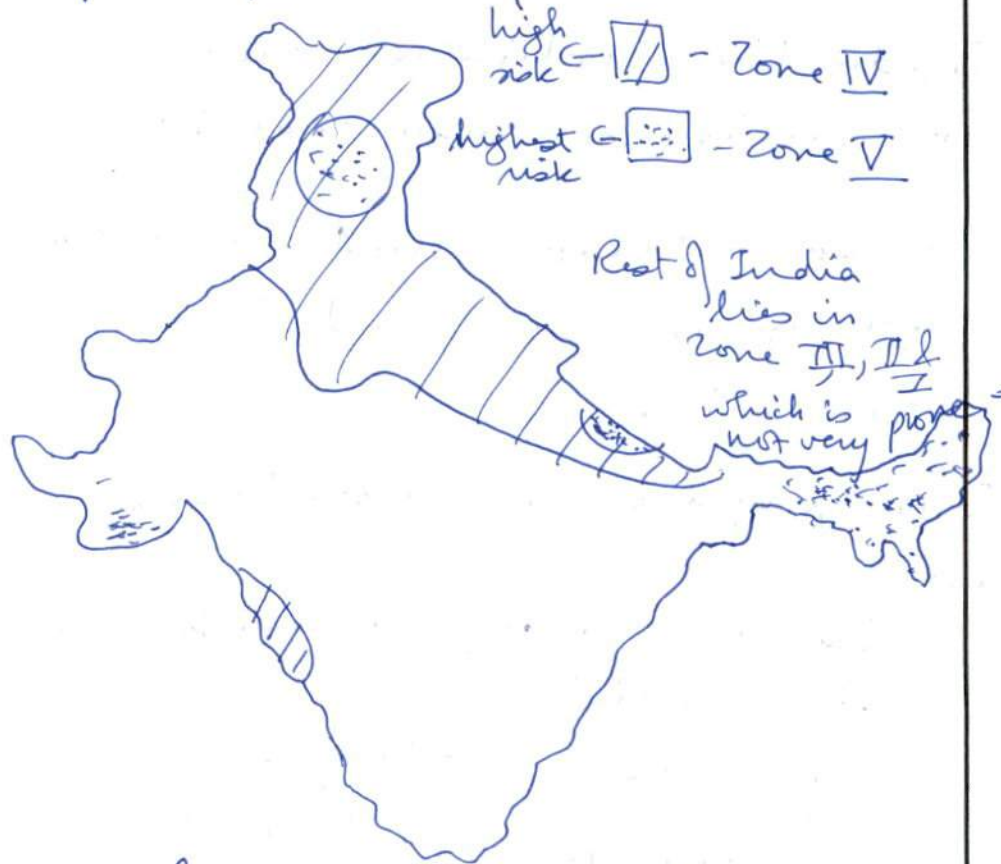 high
risk ← - Zone IV
highest ← - Zone V
risk
Rest of India
lies in
Zone III, II &
I
which is
not very prone